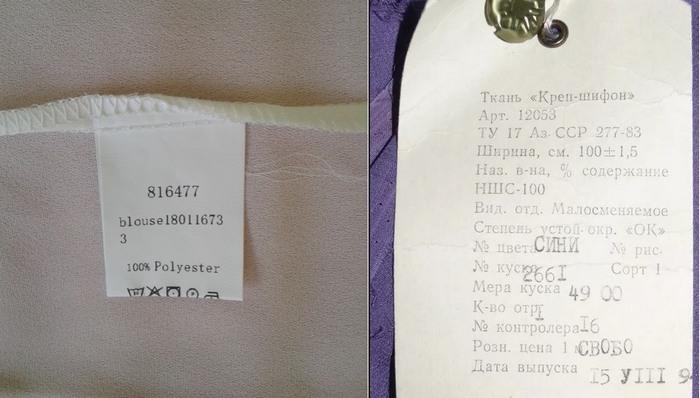 816477
blouse18011673
3
100% Polyester
Ткань «Креп-шифон»
Арт. 12053
ТУ 17 Аз. ССР 277-83
Ширина, см. 100±1,5
Наз. в-на, % содержание
НШС-100
Вид. отд. Малосменяемое
Степень устой. окр. «ОК»
№ цвета СИНИ № рис.
№ куска 2661 Сорт 1
Мера куска 49 00
К-во отр. 1
№ контролера 16
Розн. цена 1 м СВОБО
Дата выпуска 15 УІІІ 9